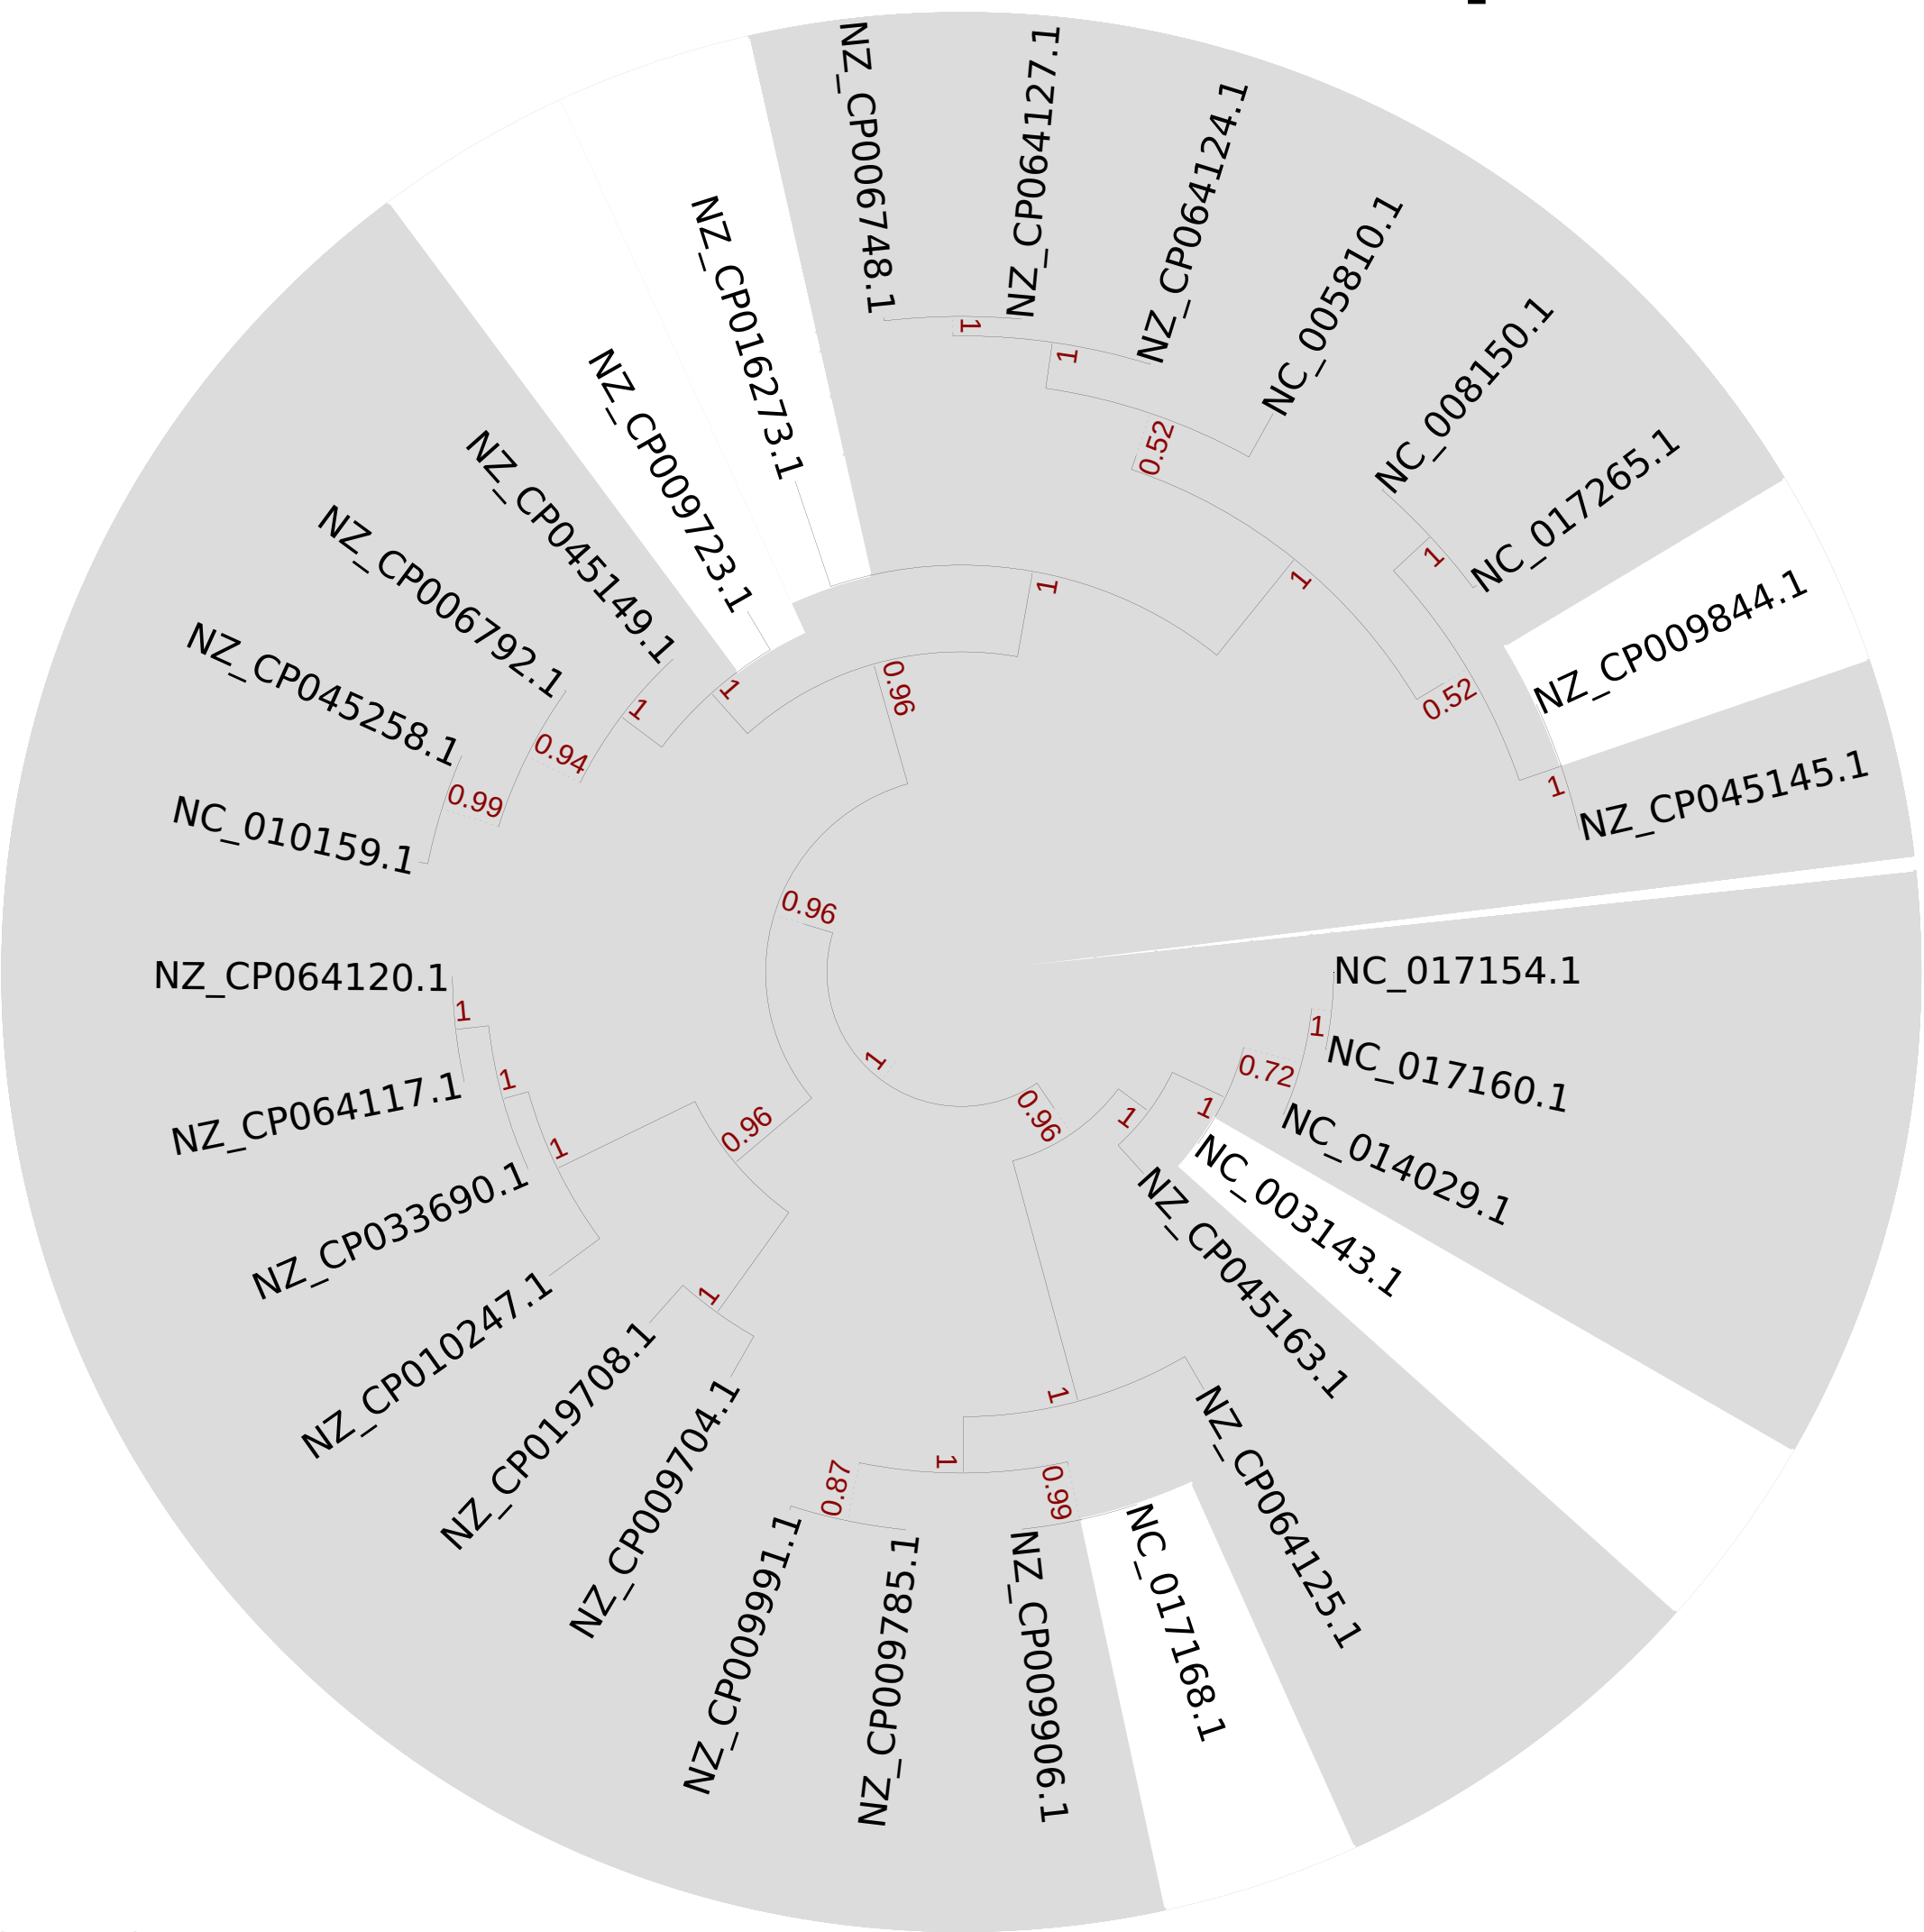 NZ_CP006748.1
NZ_CP064127.1
NZ_CP064124.1
NC_005810.1
NC_008150.1
NC_017265.1
NZ_CP009844.1
NZ_CP045145.1
NC_017154.1
NC_017160.1
NC_014029.1
NC_003143.1
NZ_CP045163.1
NZ_CP064125.1
NC_017168.1
NZ_CP009906.1
NZ_CP009785.1
NZ_CP009991.1
NZ_CP009704.1
NZ_CP019708.1
NZ_CP010247.1
NZ_CP033690.1
NZ_CP064117.1
NZ_CP064120.1
NC_010159.1
NZ_CP045258.1
NZ_CP006792.1
NZ_CP045149.1
NZ_CP009723.1
NZ_CP016273.1
1
1
0.52
1
1
1
0.52
1
0.96
1
1
0.94
0.99
0.96
1
0.96
1
1
1
0.96
1
1
0.72
1
1
1
1
0.87
0.99